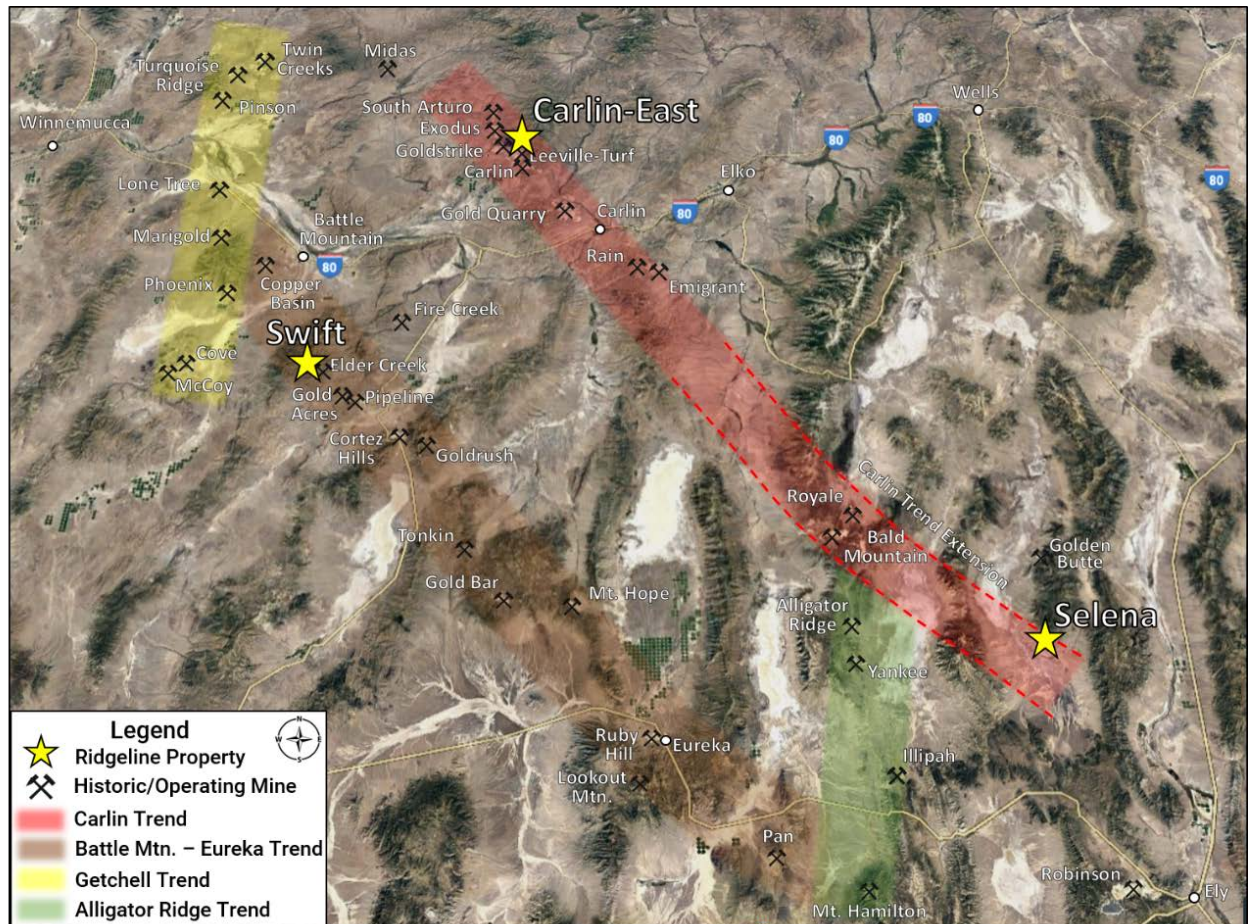 Twin
Creeks
Midas
Turquoise
Ridge
Pinson
Winnemucca
South Arturo
Exodus
Goldstrike
Carlin-East
Leeville-Turf
Carlin
Wells
80
80
80
Lone Tree
Elko
Marigold
Battle
Mountain
Gold Quarry
Carlin
80
Rain
Emigrant
80
Phoenix
Copper
Basin
Fire Creek
Swift
Cove
McCoy
Elder Creek
Gold
Acres
Pipeline
Cortez
Hills
Goldrush
Carlin Trend Extension
Royale
Bald
Mountain
Golden
Butte
Tonkin
Gold Bar
Mt. Hope
Alligator
Ridge
Selena
Yankee
Ruby
Hill
Eureka
Lookout
Mtn.
Illipah
Pan
Mt. Hamilton
Robinson
Ely
Legend
N
W
E
S
Ridgeline Property
Historic/Operating Mine
Carlin Trend
Battle Mtn. – Eureka Trend
Getchell Trend
Alligator Ridge Trend